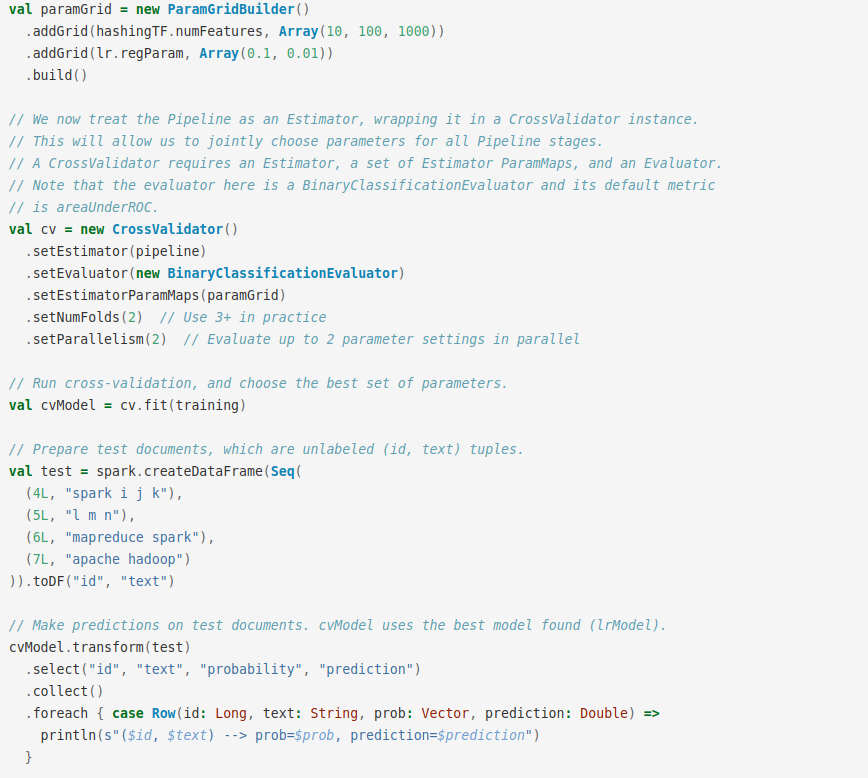 val paramGrid = new ParamGridBuilder()
  .addGrid(hashingTF.numFeatures, Array(10, 100, 1000))
  .addGrid(lr.regParam, Array(0.1, 0.01))
  .build()

// We now treat the Pipeline as an Estimator, wrapping it in a CrossValidator instance.
// This will allow us to jointly choose parameters for all Pipeline stages.
// A CrossValidator requires an Estimator, a set of Estimator ParamMaps, and an Evaluator.
// Note that the evaluator here is a BinaryClassificationEvaluator and its default metric
// is areaUnderROC.
val cv = new CrossValidator()
  .setEstimator(pipeline)
  .setEvaluator(new BinaryClassificationEvaluator)
  .setEstimatorParamMaps(paramGrid)
  .setNumFolds(2)  // Use 3+ in practice
  .setParallelism(2)  // Evaluate up to 2 parameter settings in parallel

// Run cross-validation, and choose the best set of parameters.
val cvModel = cv.fit(training)

// Prepare test documents, which are unlabeled (id, text) tuples.
val test = spark.createDataFrame(Seq(
  (4L, "spark i j k"),
  (5L, "l m n"),
  (6L, "mapreduce spark"),
  (7L, "apache hadoop")
)).toDF("id", "text")

// Make predictions on test documents. cvModel uses the best model found (lrModel).
cvModel.transform(test)
  .select("id", "text", "probability", "prediction")
  .collect()
  .foreach { case Row(id: Long, text: String, prob: Vector, prediction: Double) =>
    println(s"($id, $text) --> prob=$prob, prediction=$prediction")
  }